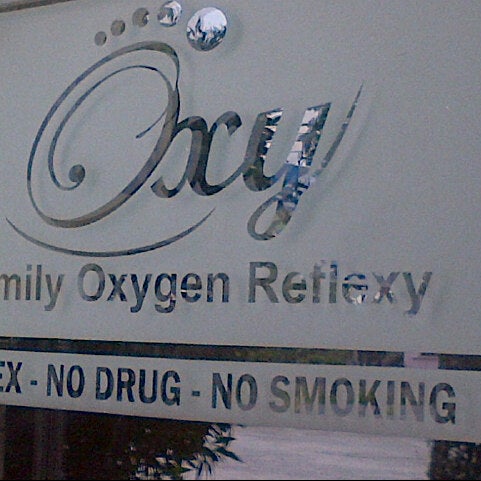 Oxy
mily Oxygen Reflexy
EX - NO DRUG - NO SMOKING